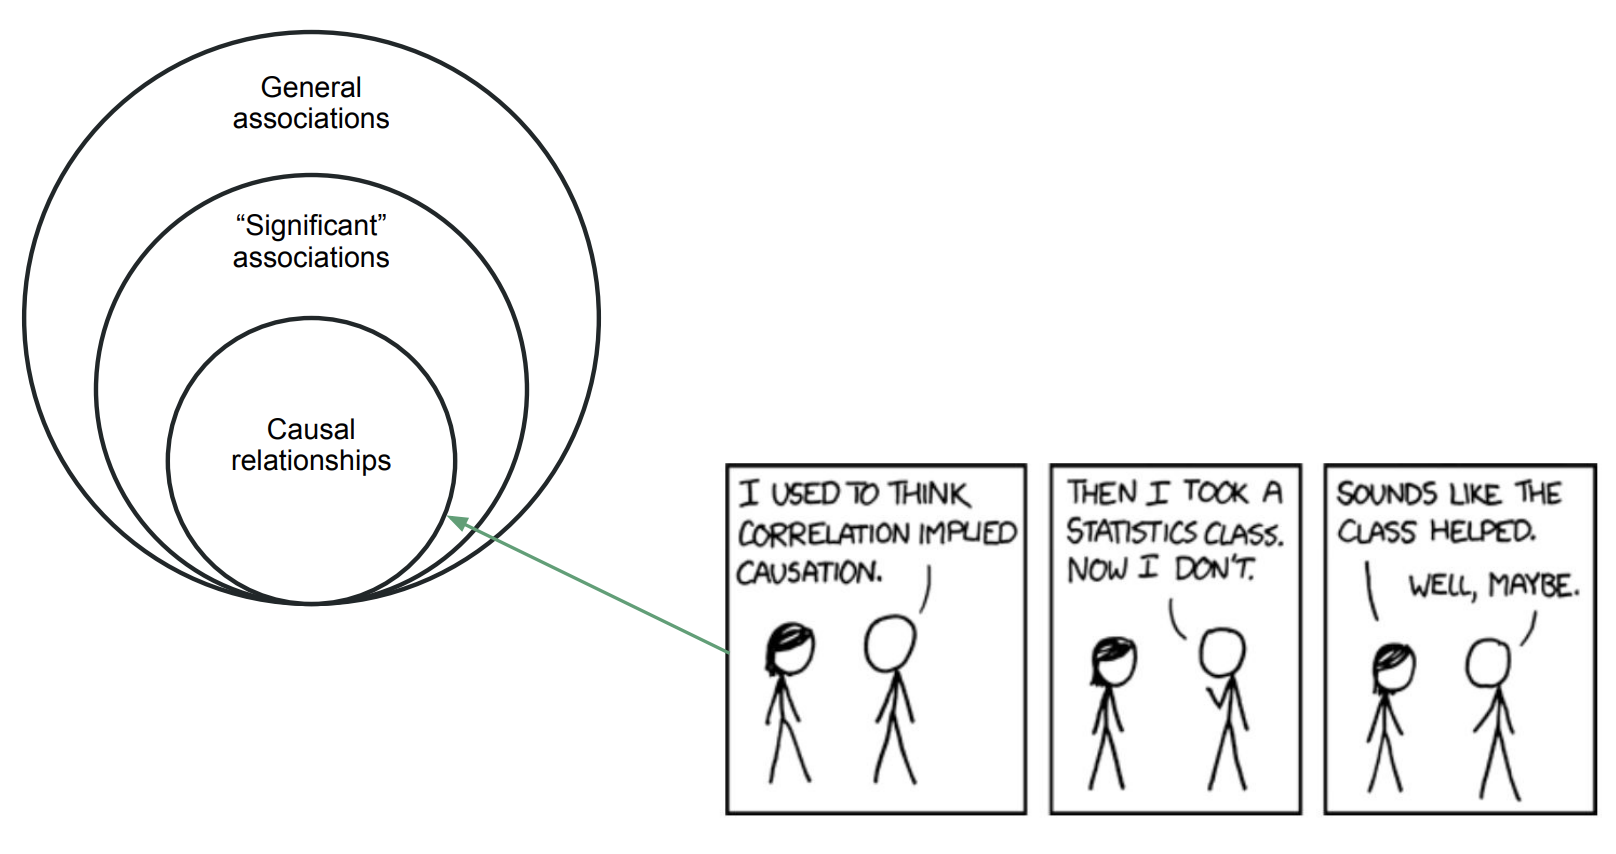 General
associations
“Significant”
associations
Causal
relationships
I USED TO THINK
CORRELATION IMPLIED
CAUSATION.
THEN I TOOK A
STATISTICS CLASS.
NOW I DON'T.
SOUNDS LIKE THE
CLASS HELPED.
WELL, MAYBE.